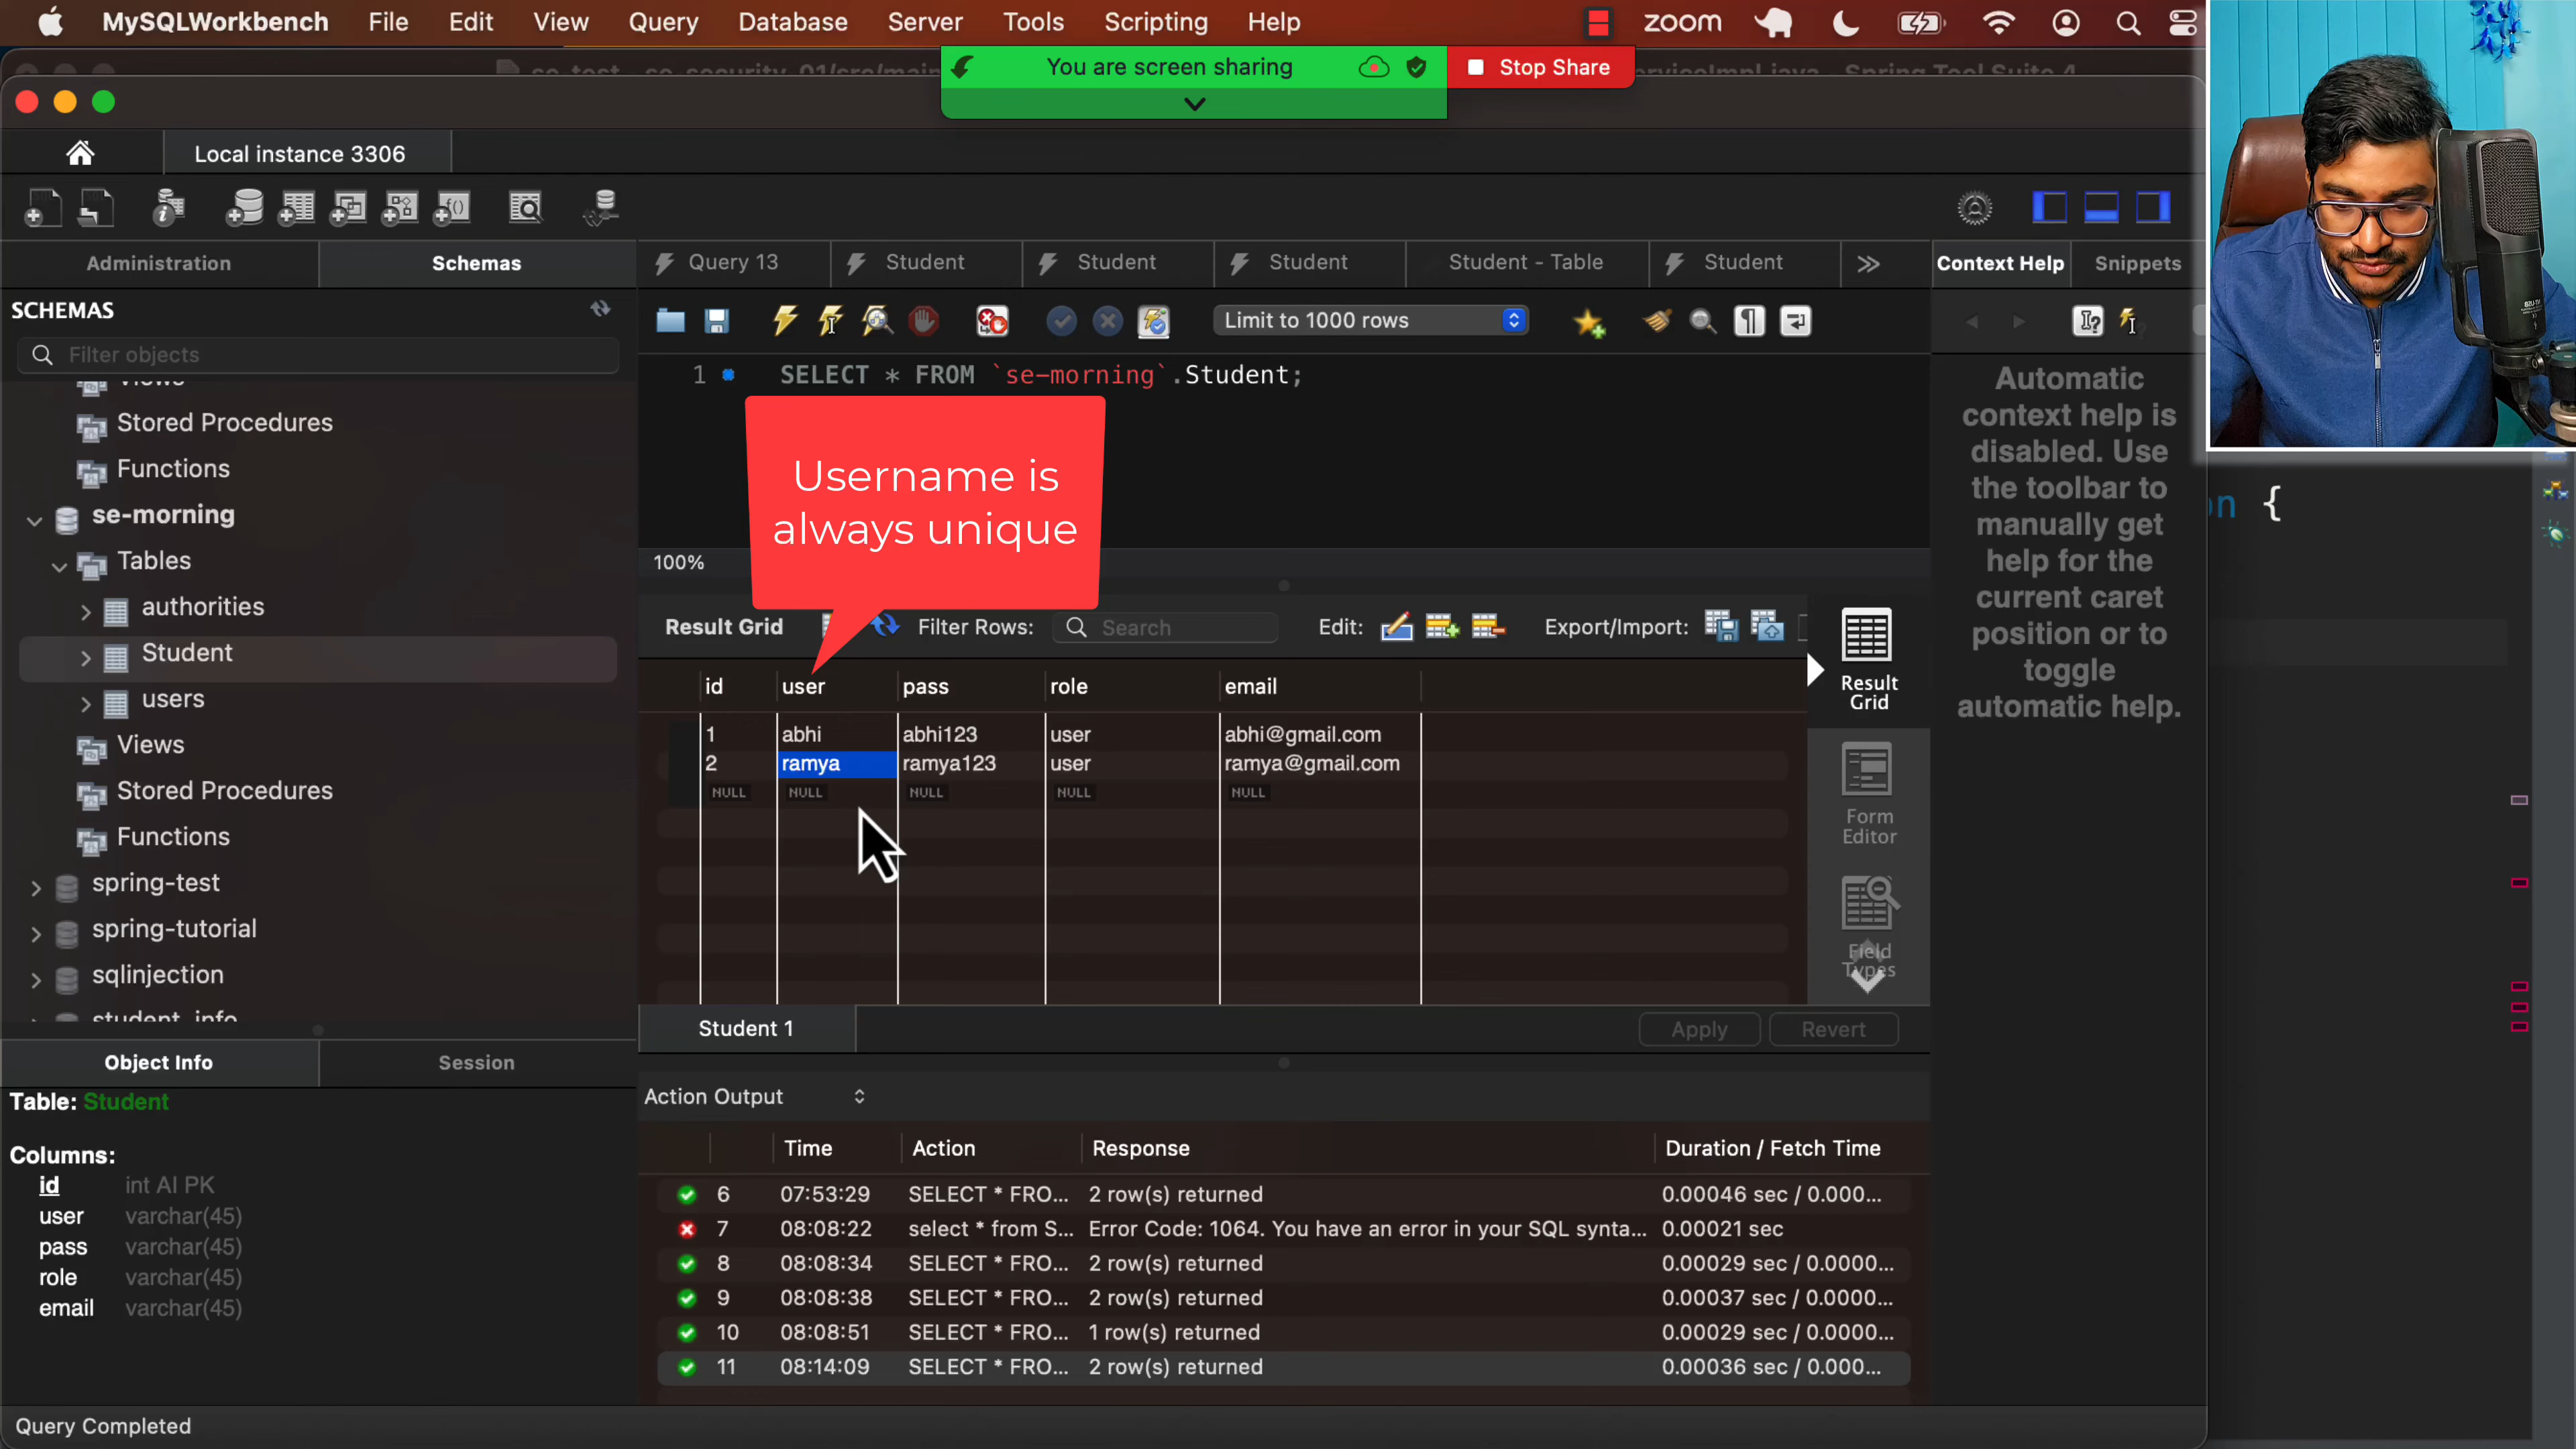 MySQLWorkbench File Edit View Query Database Server Tools Scripting Help zoom
You are screen sharing Stop Share
Local instance 3306
Administration Schemas
Query 13 Student Student Student Student - Table Student
Context Help Snippets
SCHEMAS
Filter objects
Limit to 1000 rows
Views
Stored Procedures
Functions
se-morning
Tables
authorities
Student
users
Views
Stored Procedures
Functions
spring-test
spring-tutorial
sqlinjection
student_info
1 SELECT * FROM `se-morning`.Student;
Username is
always unique
100%
Result Grid Filter Rows: Search Edit: Export/Import:
id user pass role email
1 abhi abhi123 user abhi@gmail.com
2 ramya ramya123 user ramya@gmail.com
NULL NULL NULL NULL NULL
Result
Grid
Form
Editor
Field
Types
Automatic
context help is
disabled. Use
the toolbar to
manually get
help for the
current caret
position or to
toggle
automatic help.
on {
Student 1 Apply Revert
Object Info Session
Table: Student
Columns:
id int AI PK
user varchar(45)
pass varchar(45)
role varchar(45)
email varchar(45)
Action Output
Time Action Response Duration / Fetch Time
6 07:53:29 SELECT * FRO... 2 row(s) returned 0.00046 sec / 0.000...
7 08:08:22 select * from S... Error Code: 1064. You have an error in your SQL synta... 0.00021 sec
8 08:08:34 SELECT * FRO... 2 row(s) returned 0.00029 sec / 0.0000...
9 08:08:38 SELECT * FRO... 2 row(s) returned 0.00037 sec / 0.0000...
10 08:08:51 SELECT * FRO... 1 row(s) returned 0.00029 sec / 0.0000...
11 08:14:09 SELECT * FRO... 2 row(s) returned 0.00036 sec / 0.000...
Query Completed